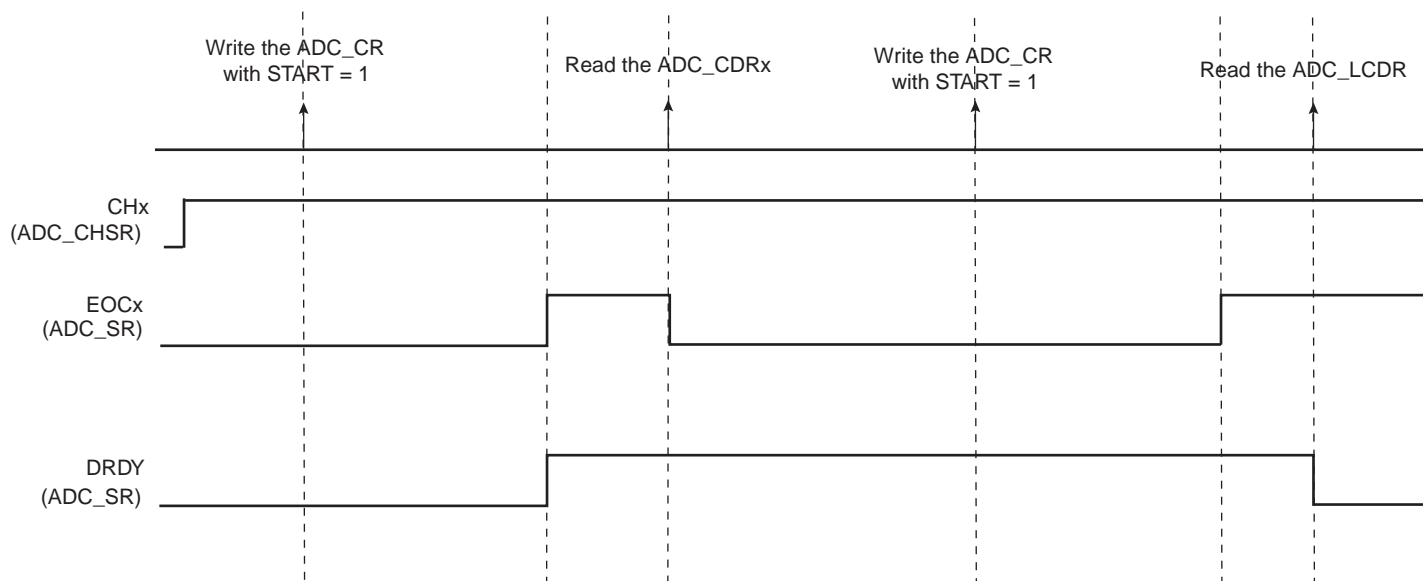 Write the ADC_CR
with START = 1
Read the ADC_CDRx
Write the ADC_CR
with START = 1
Read the ADC_LCDR
CHx
(ADC_CHSR)
EOCx
(ADC_SR)
DRDY
(ADC_SR)